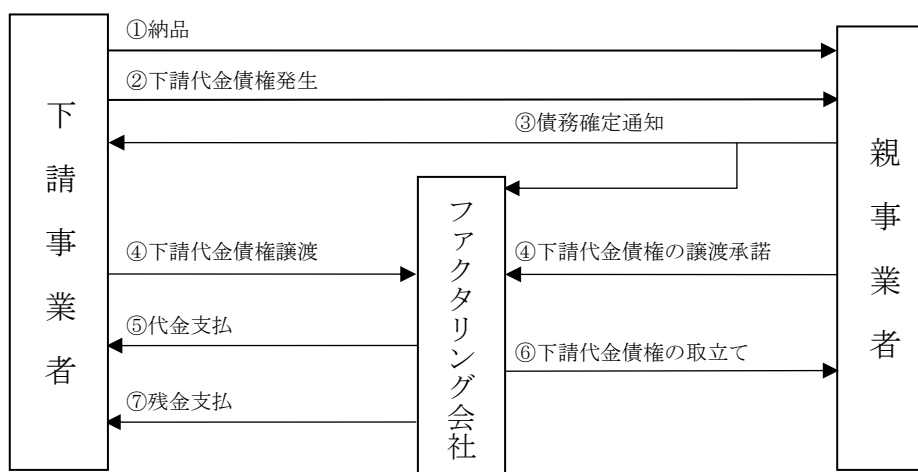 ①納品
②下請代金債権発生
③債務確定通知
下請事業者
親事業者
ファクタリング会社
④下請代金債権譲渡
④下請代金債権の譲渡承諾
⑤代金支払
⑥下請代金債権の取立て
⑦残金支払